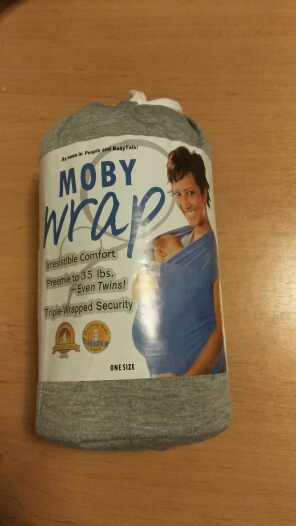 As seen in People and BabyTalk!
MOBY
wrap
Irresistible Comfort
Preemie to 35 lbs.
~Even Twins!
Triple-Wrapped Security
ONE SIZE